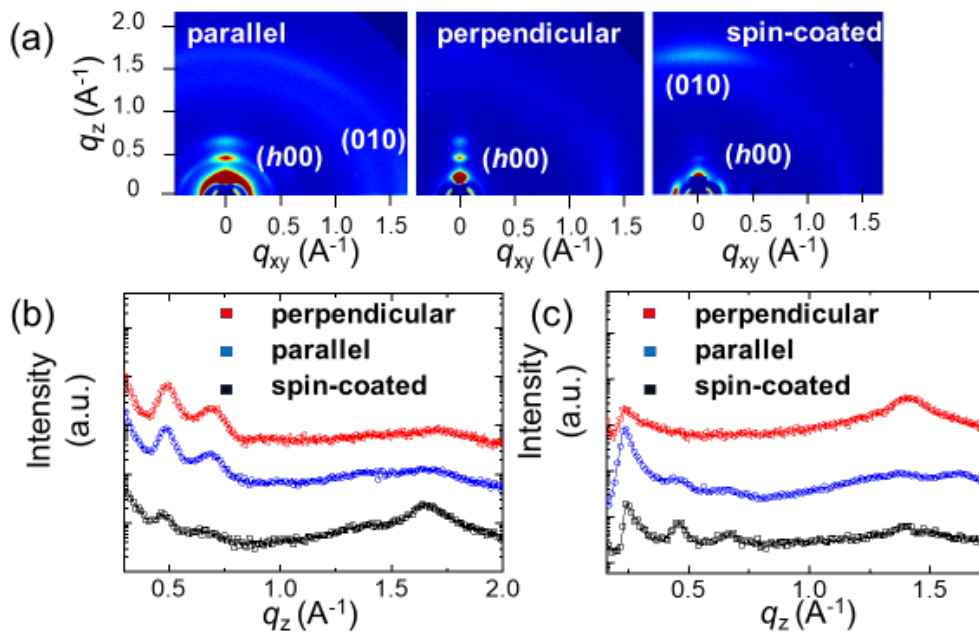 (a)
parallel
perpendicular
spin-coated
2.0
1.5
1.0
0.5
0
qz (A-1)
(h00)
(010)
(h00)
(010)
(h00)
0 0.5 1.0 1.5
0 0.5 1.0 1.5
0 0.5 1.0 1.5
qxy (A-1)
qxy (A-1)
qxy (A-1)
(b)
perpendicular
parallel
spin-coated
Intensity
(a.u.)
0.5 1.0 1.5 2.0
qz (A-1)
(c)
perpendicular
parallel
spin-coated
Intensity
(a.u.)
0.5 1.0 1.5
qz (A-1)